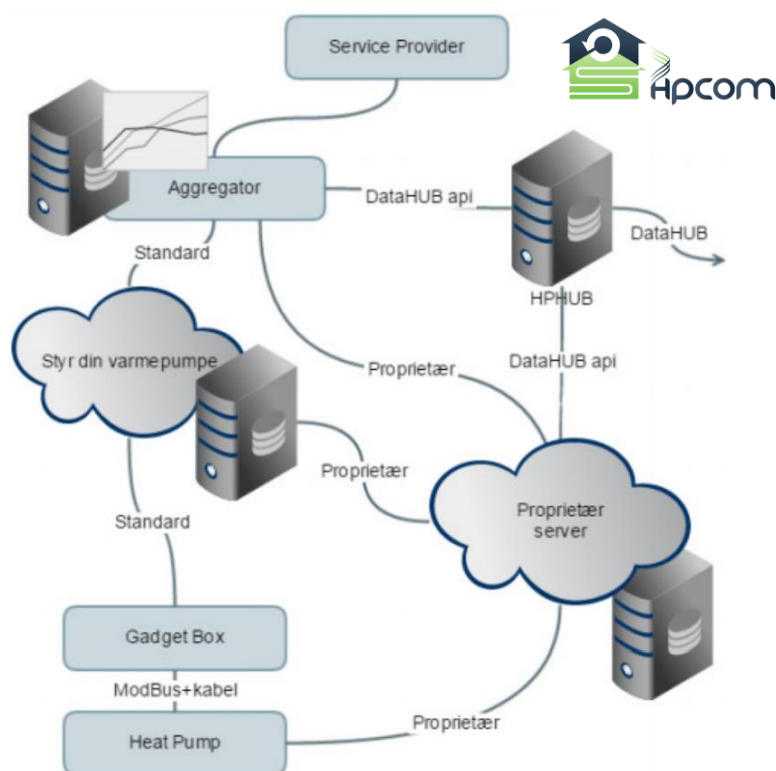 Service Provider
Hpcom
Aggregator
DataHUB api
DataHUB
Standard
HPHUB
Styr din varmepumpe
Proprietær
DataHUB api
Proprietær
Proprietær
server
Standard
Gadget Box
ModBus+kabel
Proprietær
Heat Pump